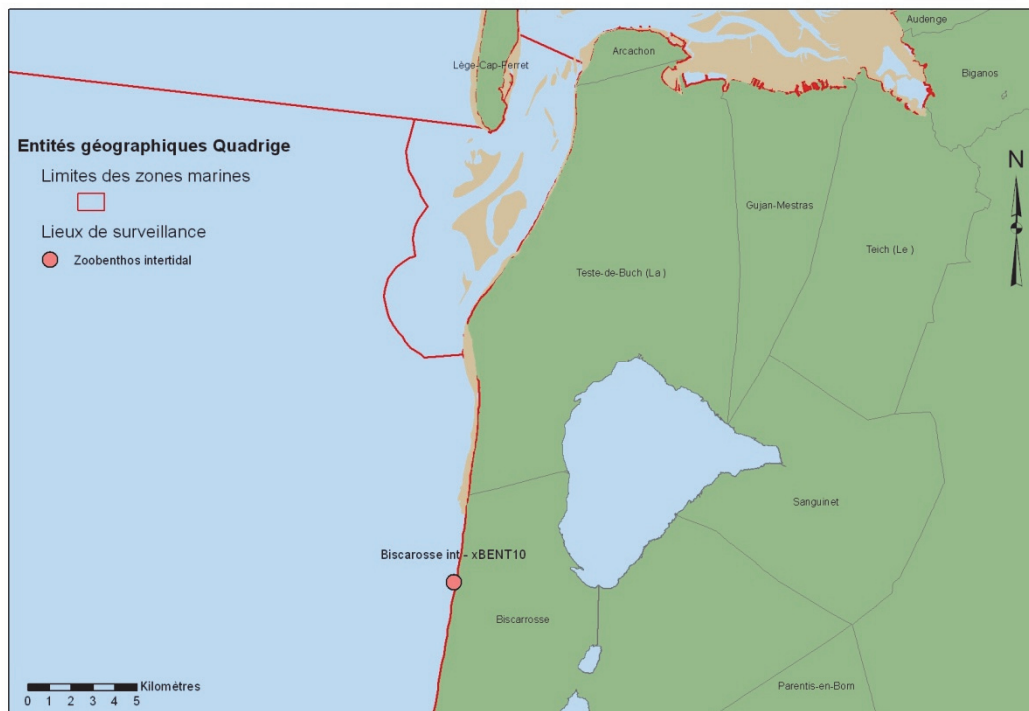 Audenge
Arcachon
Lège-Cap-Ferret
Biganos
Entités géographiques Quadrige
Limites des zones marines
Lieux de surveillance
Zoobenthos intertidal
N
Gujan-Mestras
Teich (Le )
Teste-de-Buch (La )
Sanguinet
Biscarosse int - xBENT10
Biscarrosse
Parentis-en-Born
Kilométres
0 1 2 3 4 5